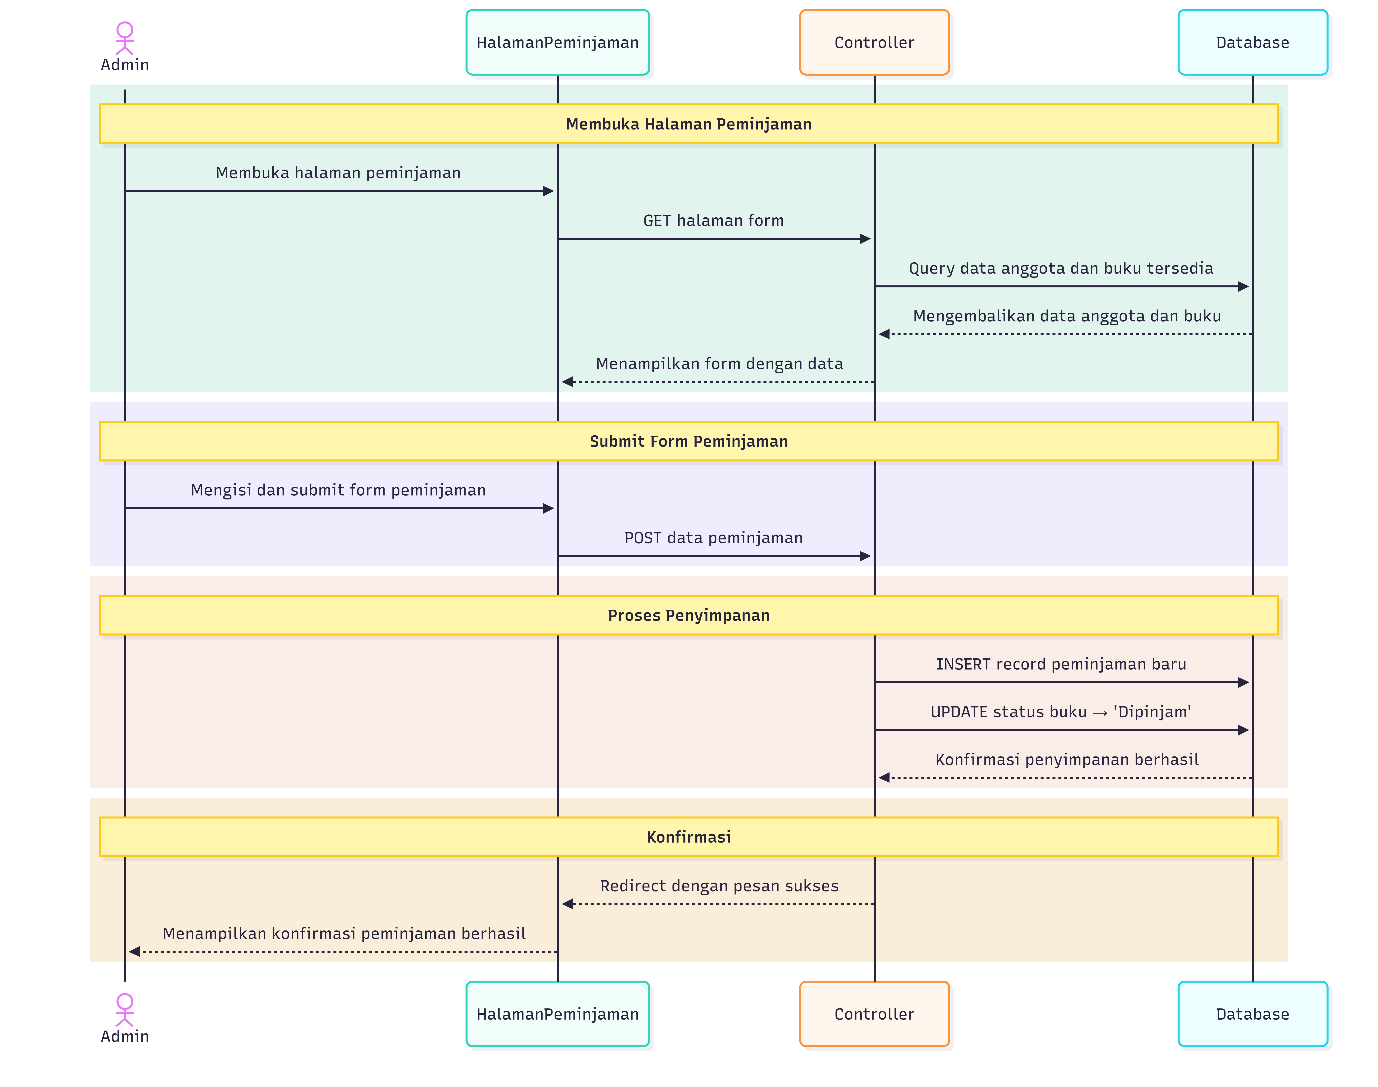 Admin
HalamanPeminjaman
Controller
Database
Membuka Halaman Peminjaman
Membuka halaman peminjaman
GET halaman form
Query data anggota dan buku tersedia
Mengembalikan data anggota dan buku
Menampilkan form dengan data
Submit Form Peminjaman
Mengisi dan submit form peminjaman
POST data peminjaman
Proses Penyimpanan
INSERT record peminjaman baru
UPDATE status buku → 'Dipinjam'
Konfirmasi penyimpanan berhasil
Konfirmasi
Redirect dengan pesan sukses
Menampilkan konfirmasi peminjaman berhasil
Admin
HalamanPeminjaman
Controller
Database